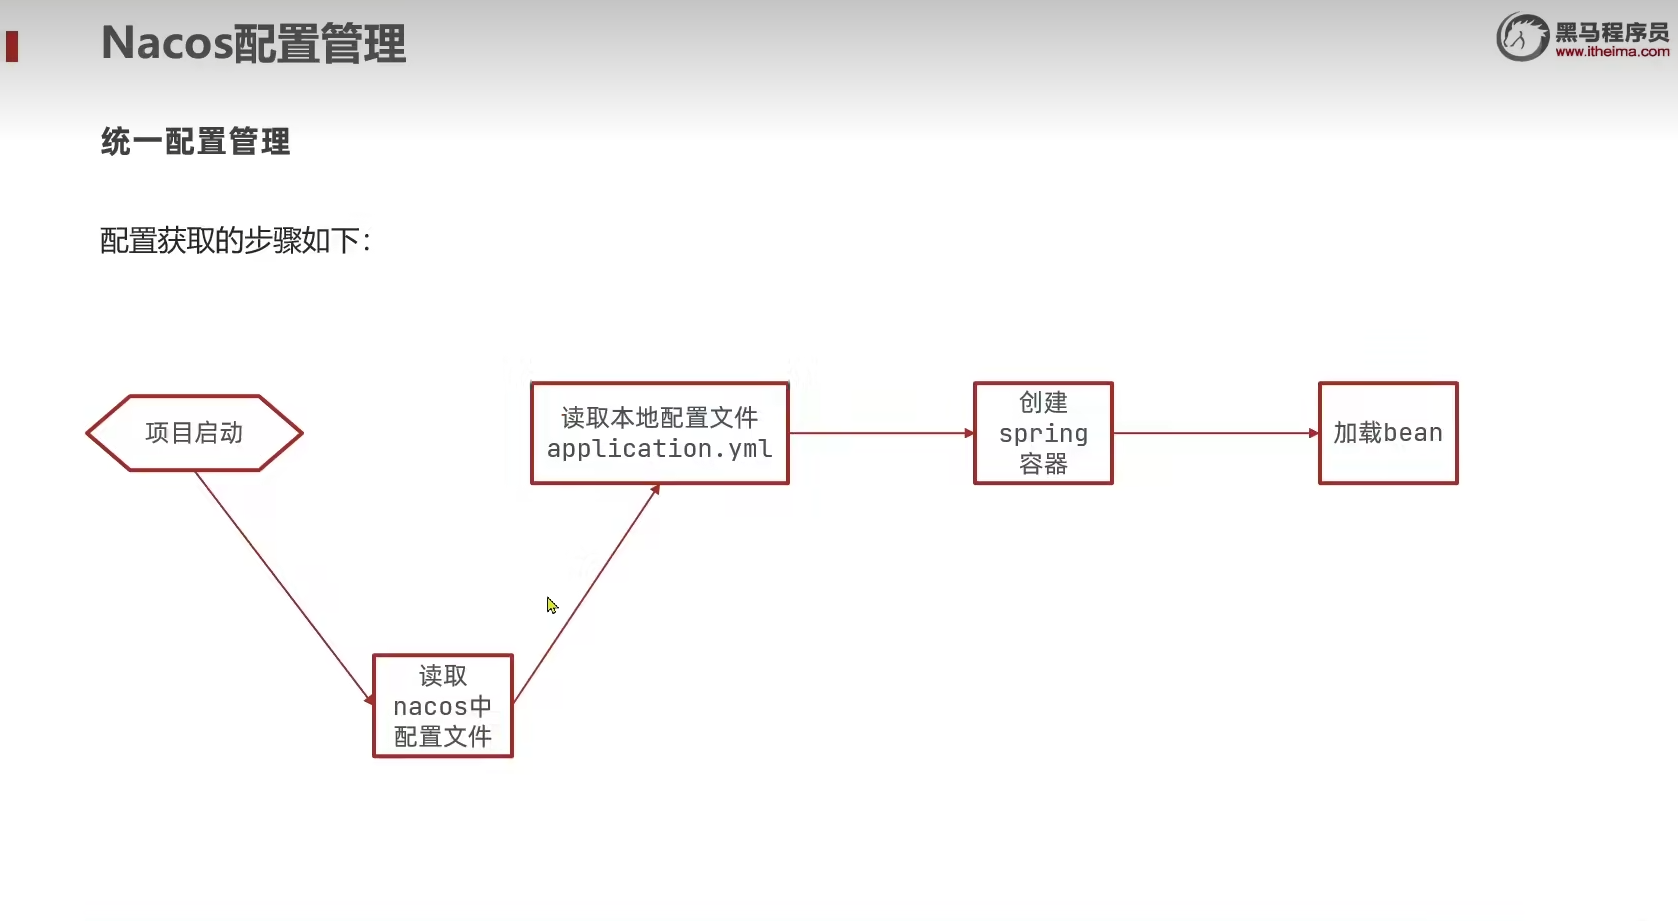 Nacos配置管理
黑马程序员
www.itheima.com
统一配置管理
配置获取的步骤如下：
项目启动
读取本地配置文件
application.yml
创建
spring
容器
加载bean
读取
nacos中
配置文件